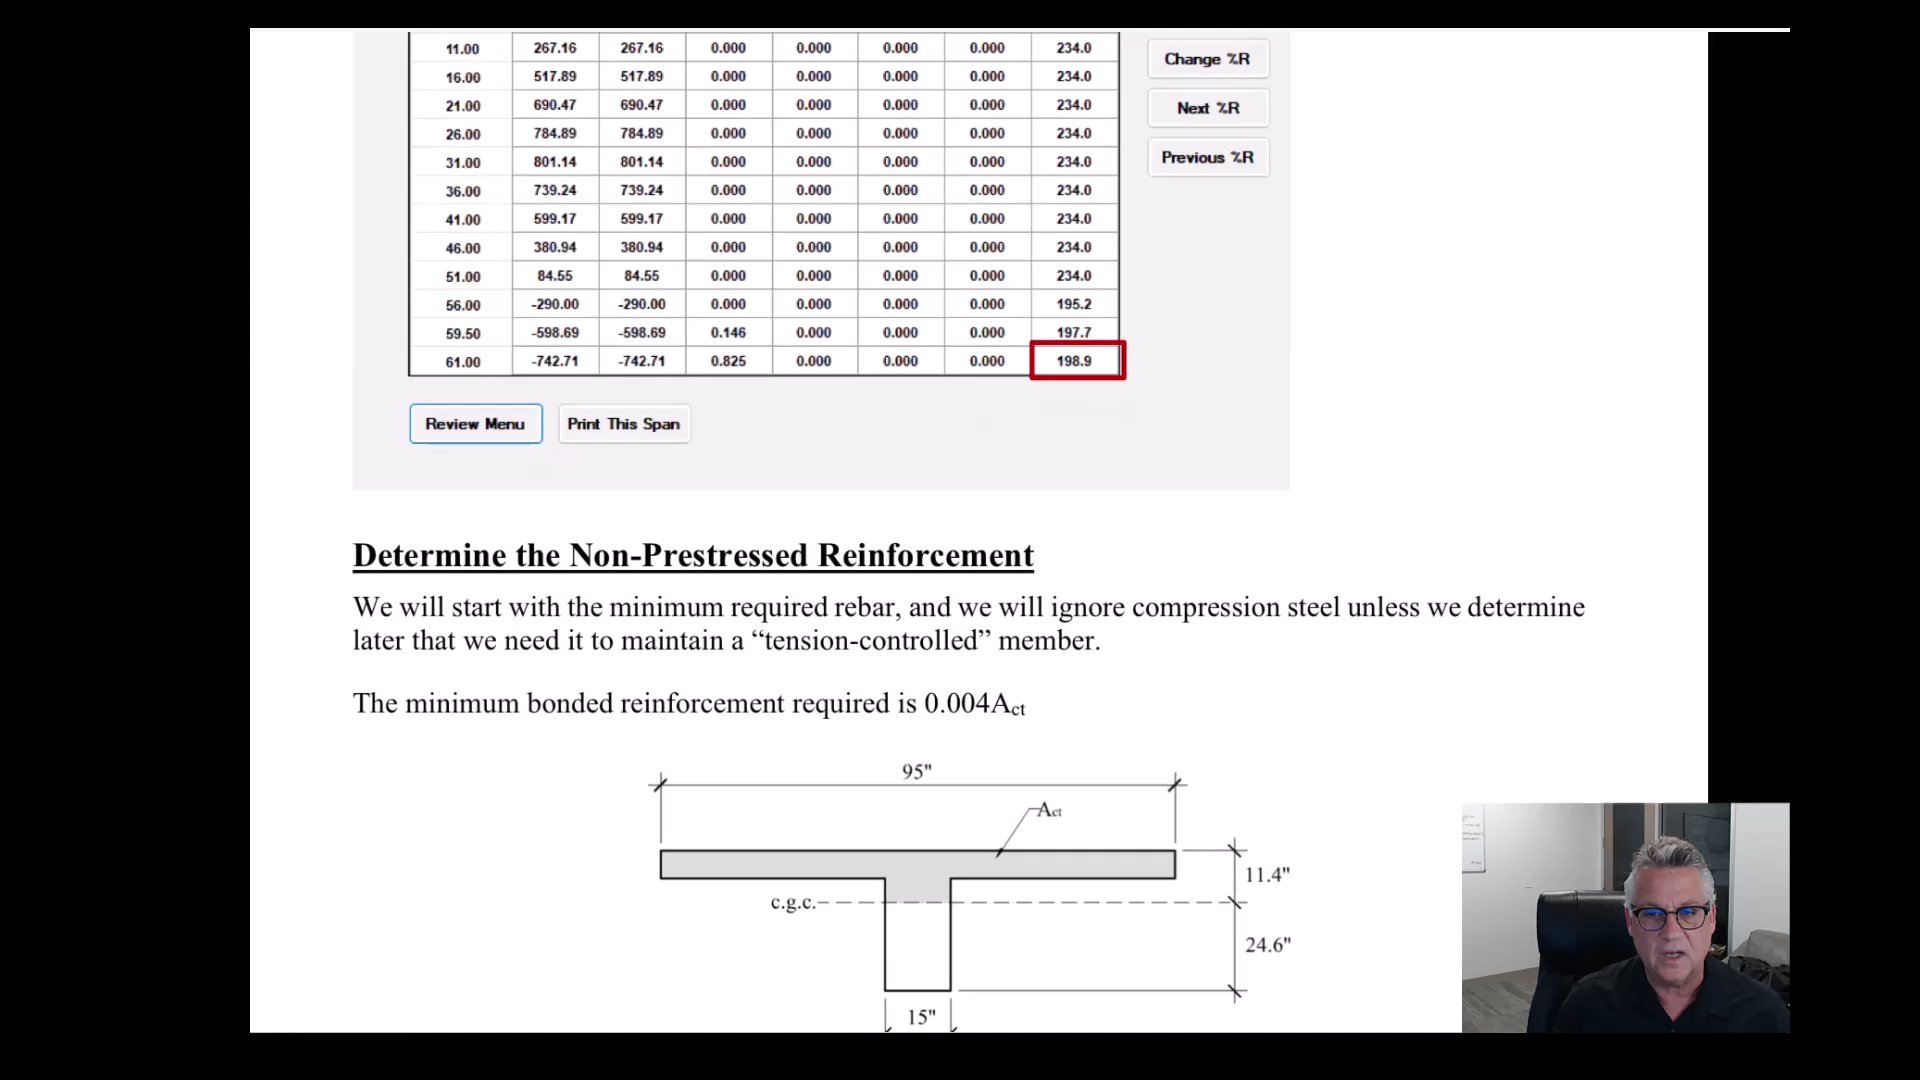 11.00 267.16 267.16 0.000 0.000 0.000 0.000 234.0
16.00 517.89 517.89 0.000 0.000 0.000 0.000 234.0
21.00 690.47 690.47 0.000 0.000 0.000 0.000 234.0
26.00 784.89 784.89 0.000 0.000 0.000 0.000 234.0
31.00 801.14 801.14 0.000 0.000 0.000 0.000 234.0
36.00 739.24 739.24 0.000 0.000 0.000 0.000 234.0
41.00 599.17 599.17 0.000 0.000 0.000 0.000 234.0
46.00 380.94 380.94 0.000 0.000 0.000 0.000 234.0
51.00 84.55 84.55 0.000 0.000 0.000 0.000 234.0
56.00 -290.00 -290.00 0.000 0.000 0.000 0.000 195.2
59.50 -598.69 -598.69 0.146 0.000 0.000 0.000 197.7
61.00 -742.71 -742.71 0.825 0.000 0.000 0.000 198.9
Change %R
Next %R
Previous %R
Review Menu
Print This Span
Determine the Non-Prestressed Reinforcement
We will start with the minimum required rebar, and we will ignore compression steel unless we determine
later that we need it to maintain a “tension-controlled” member.
The minimum bonded reinforcement required is 0.004Act
95"
Act
11.4"
c.g.c.
24.6"
15"